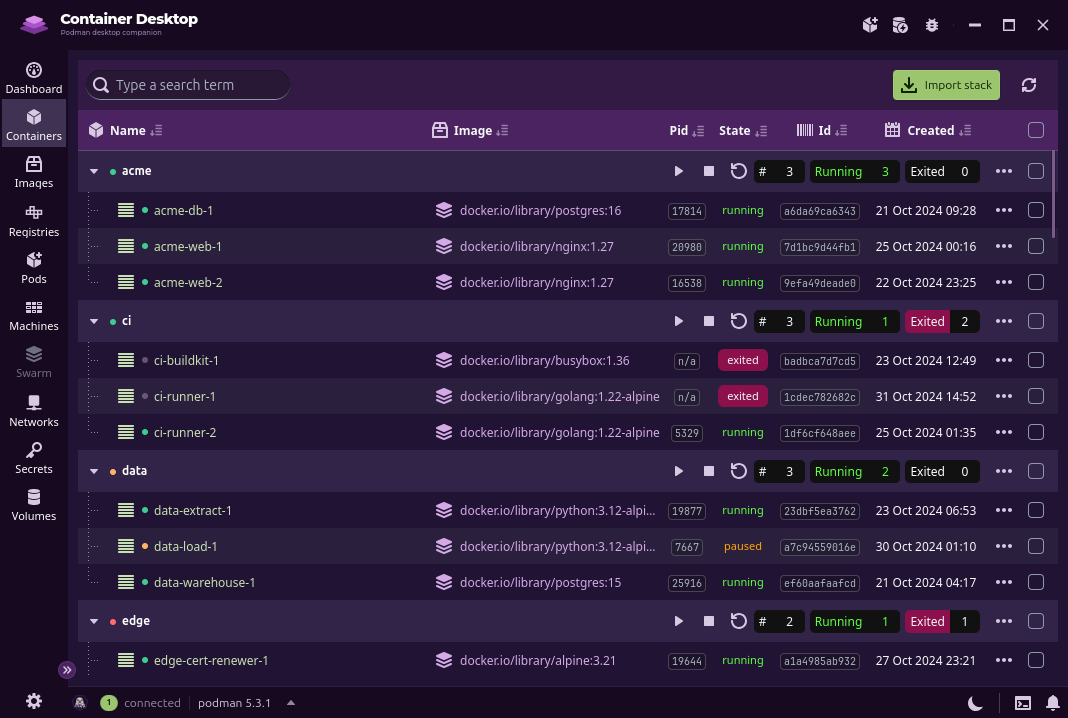 Container Desktop
Podman desktop companion
Dashboard
Containers
Images
Registries
Pods
Machines
Swarm
Networks
Secrets
Volumes
Type a search term
Import stack
Name Image Pid State Id Created
acme # 3 Running 3 Exited 0
acme-db-1 docker.io/library/postgres:16 17814 running a6da69ca6343 21 Oct 2024 09:28
acme-web-1 docker.io/library/nginx:1.27 20980 running 7d1bc9d44fb1 25 Oct 2024 00:16
acme-web-2 docker.io/library/nginx:1.27 16538 running 9efa49deade0 22 Oct 2024 23:25
ci # 3 Running 1 Exited 2
ci-buildkit-1 docker.io/library/busybox:1.36 n/a exited badbca7d7cd5 23 Oct 2024 12:49
ci-runner-1 docker.io/library/golang:1.22-alpine n/a exited 1cdec782682c 31 Oct 2024 14:52
ci-runner-2 docker.io/library/golang:1.22-alpine 5329 running 1df6cf648aee 25 Oct 2024 01:35
data # 3 Running 2 Exited 0
data-extract-1 docker.io/library/python:3.12-alpi... 19877 running 23dbf5ea3762 23 Oct 2024 06:53
data-load-1 docker.io/library/python:3.12-alpi... 7667 paused a7c94559016e 30 Oct 2024 01:10
data-warehouse-1 docker.io/library/postgres:15 25916 running ef60aafaafcd 21 Oct 2024 04:17
edge # 2 Running 1 Exited 1
edge-cert-renewer-1 docker.io/library/alpine:3.21 19644 running a1a4985ab932 27 Oct 2024 23:21
1 connected podman 5.3.1